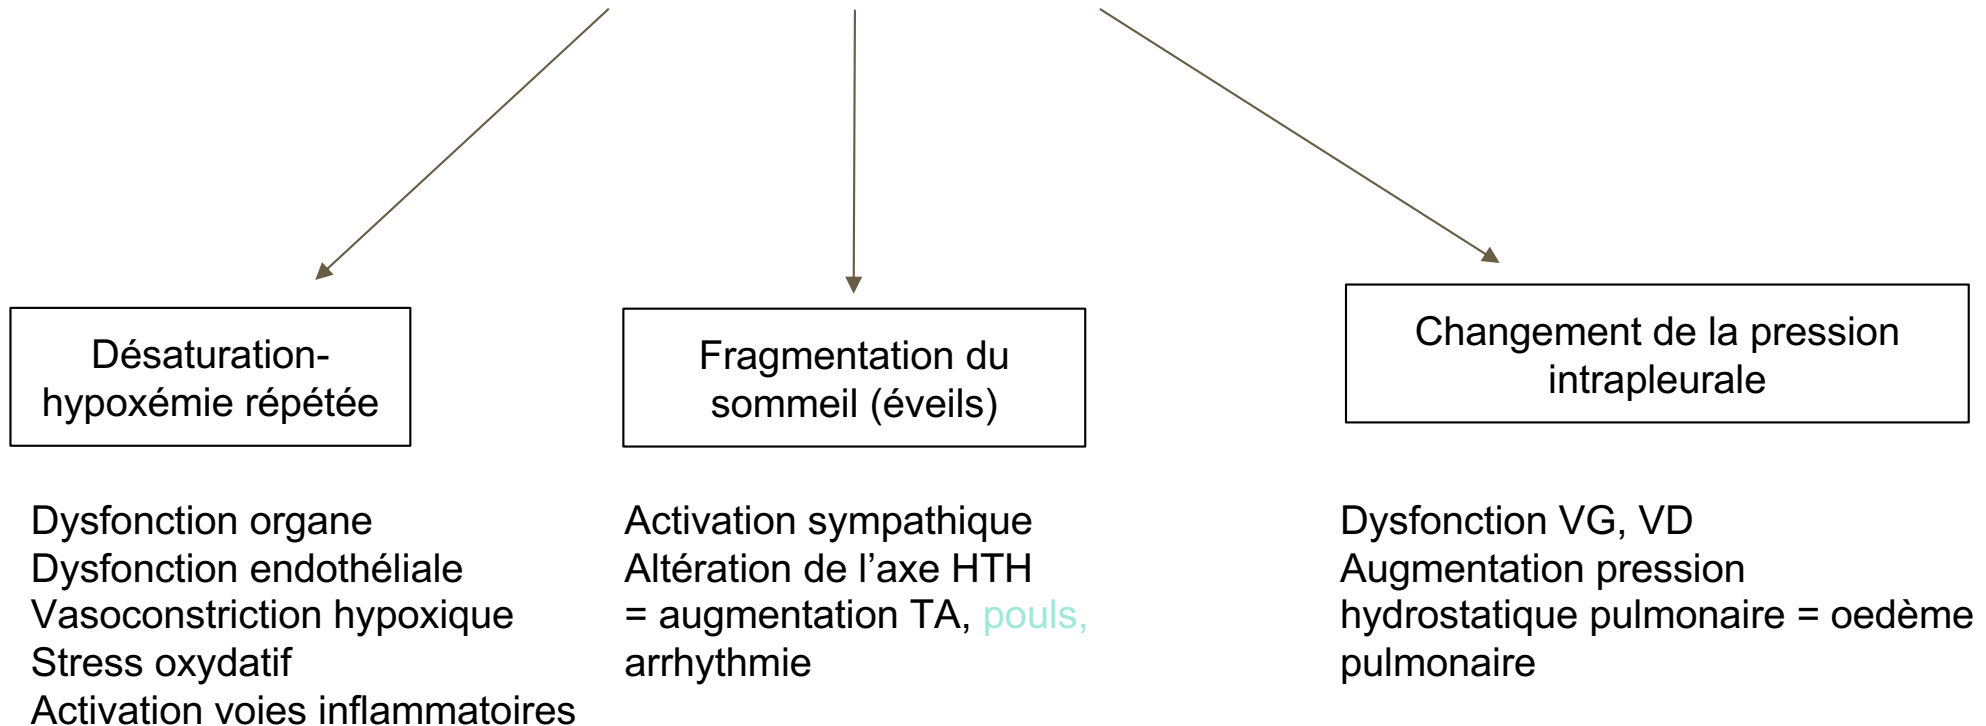 Désaturation-
hypoxémie répétée
Fragmentation du
sommeil (éveils)
Changement de la pression
intrapleurale
Dysfonction organe
Dysfonction endothéliale
Vasoconstriction hypoxique
Stress oxydatif
Activation voies inflammatoires
Activation sympathique
Altération de l’axe HTH
= augmentation TA, pouls,
arrhythmie
Dysfonction VG, VD
Augmentation pression
hydrostatique pulmonaire = oedème
pulmonaire